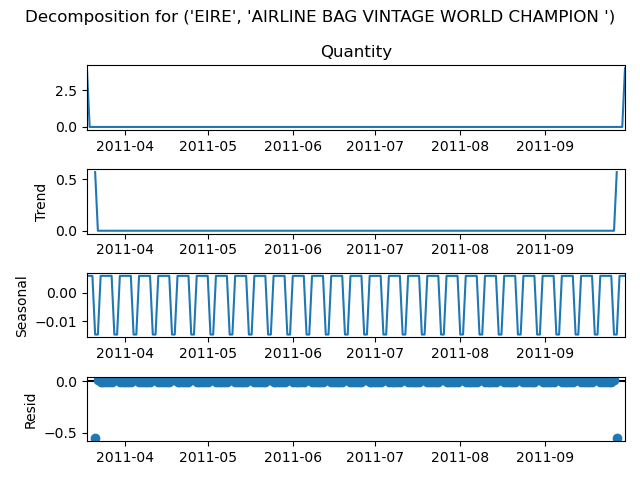 Decomposition for ('EIRE', 'AIRLINE BAG VINTAGE WORLD CHAMPION ')
Quantity
2.5
0.0
2011-04 2011-05 2011-06 2011-07 2011-08 2011-09
Trend
0.5
0.0
2011-04 2011-05 2011-06 2011-07 2011-08 2011-09
Seasonal
0.00
−0.01
2011-04 2011-05 2011-06 2011-07 2011-08 2011-09
Resid
0.0
−0.5
2011-04 2011-05 2011-06 2011-07 2011-08 2011-09